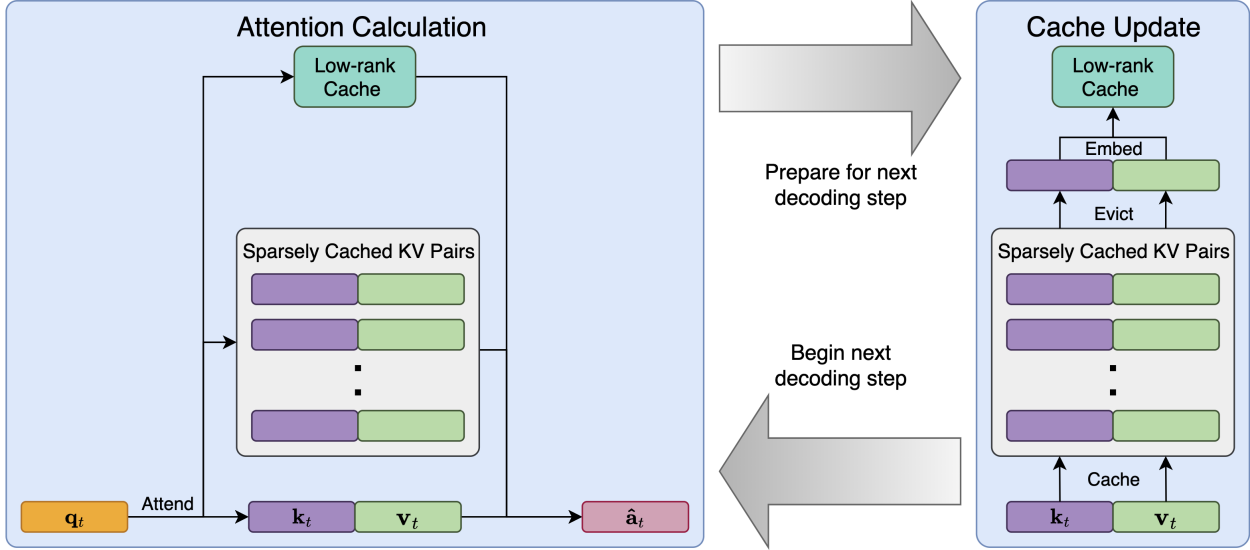 Attention Calculation
Low-rank
Cache
Sparsely Cached KV Pairs
Attend
q_t
k_t
v_t
â_t
Prepare for next
decoding step
Begin next
decoding step
Cache Update
Low-rank
Cache
Embed
Evict
Sparsely Cached KV Pairs
Cache
k_t
v_t